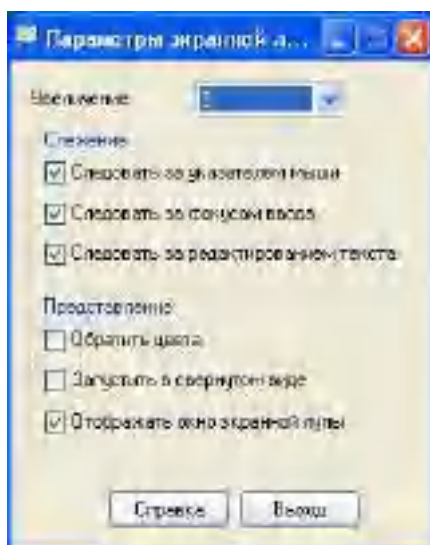 Параметры экранной л...
Увеличение:
Слежение
Следовать за указателем мыши
Следовать за фокусом ввода
Следовать за редактированием текста
Представление
Обратить цвета
Запустить в свернутом виде
Отображать окно экранной лупы
Справка Выход